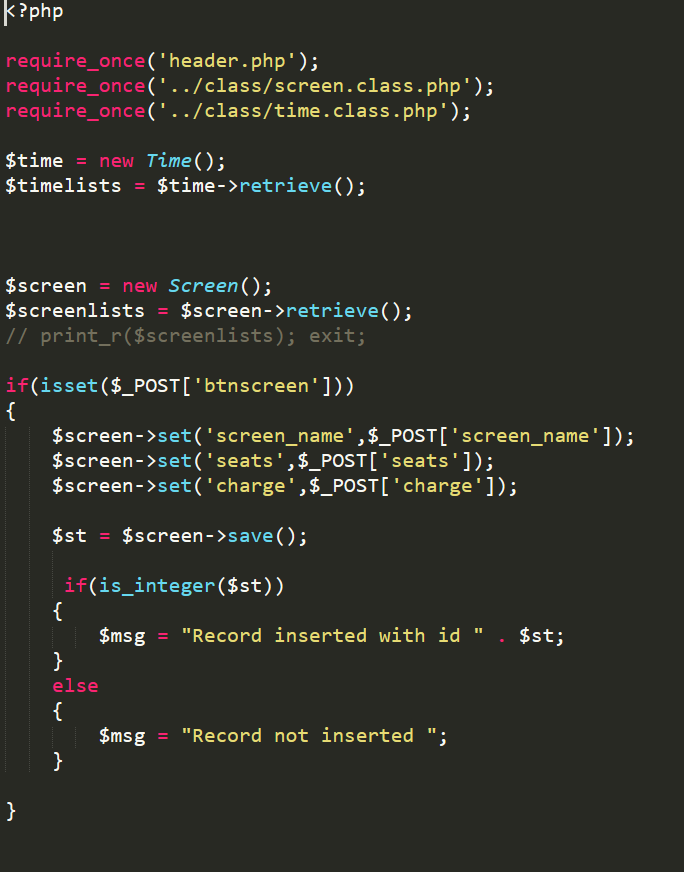 <?php
require_once('header.php');
require_once('../class/screen.class.php');
require_once('../class/time.class.php');
$time = new Time();
$timelists = $time->retrieve();
$screen = new Screen();
$screenlists = $screen->retrieve();
// print_r($screenlists); exit;
if(isset($_POST['btnscreen']))
{
$screen->set('screen_name',$_POST['screen_name']);
$screen->set('seats',$_POST['seats']);
$screen->set('charge',$_POST['charge']);
$st = $screen->save();
if(is_integer($st))
{
$msg = "Record inserted with id " . $st;
}
else
{
$msg = "Record not inserted ";
}
}